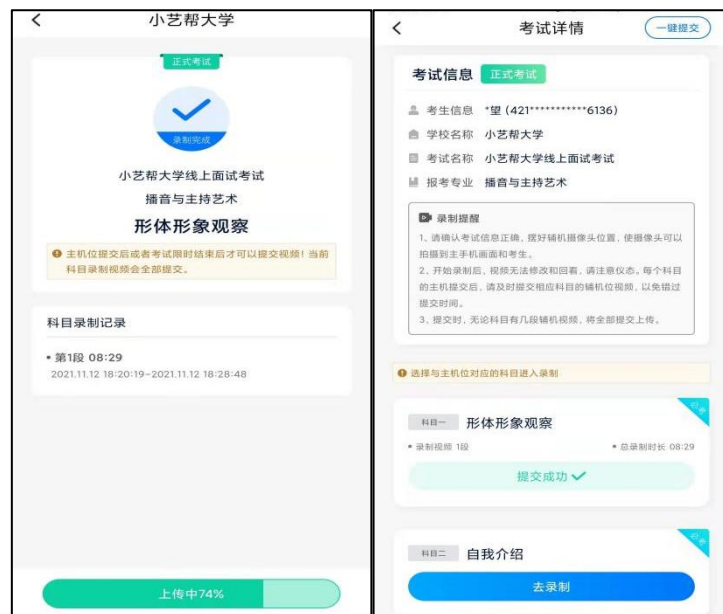 小艺帮大学
正式考试
录制完成
小艺帮大学线上面试考试
播音与主持艺术
形体形象观察
主机位提交后或者考试限时结束后才可以提交视频!当前
科目录制视频会全部提交。
科目录制记录
• 第1段 08:29
2021.11.12 18:20:19~2021.11.12 18:28:48
上传中74%
考试详情
一键提交
考试信息 正式考试
考生信息 *望 (421***********6136)
学校名称 小艺帮大学
考试名称 小艺帮大学线上面试考试
报考专业 播音与主持艺术
录制提醒
1、请确认考试信息正确，摆好辅机摄像头位置，使摄像头可以
拍摄到主手机画面和考生。
2、开始录制后，视频无法修改和回看，请注意仪态。每个科目
的主机提交后，请及时提交相应科目的辅机位视频，以免错过
提交时间。
3、提交时，无论科目有几段辅机视频，将全部提交上传。
选择与主机位对应的科目进入录制
科目一 形体形象观察
• 录制视频 1段 • 总录制时长 08:29
提交成功
科目二 自我介绍
去录制